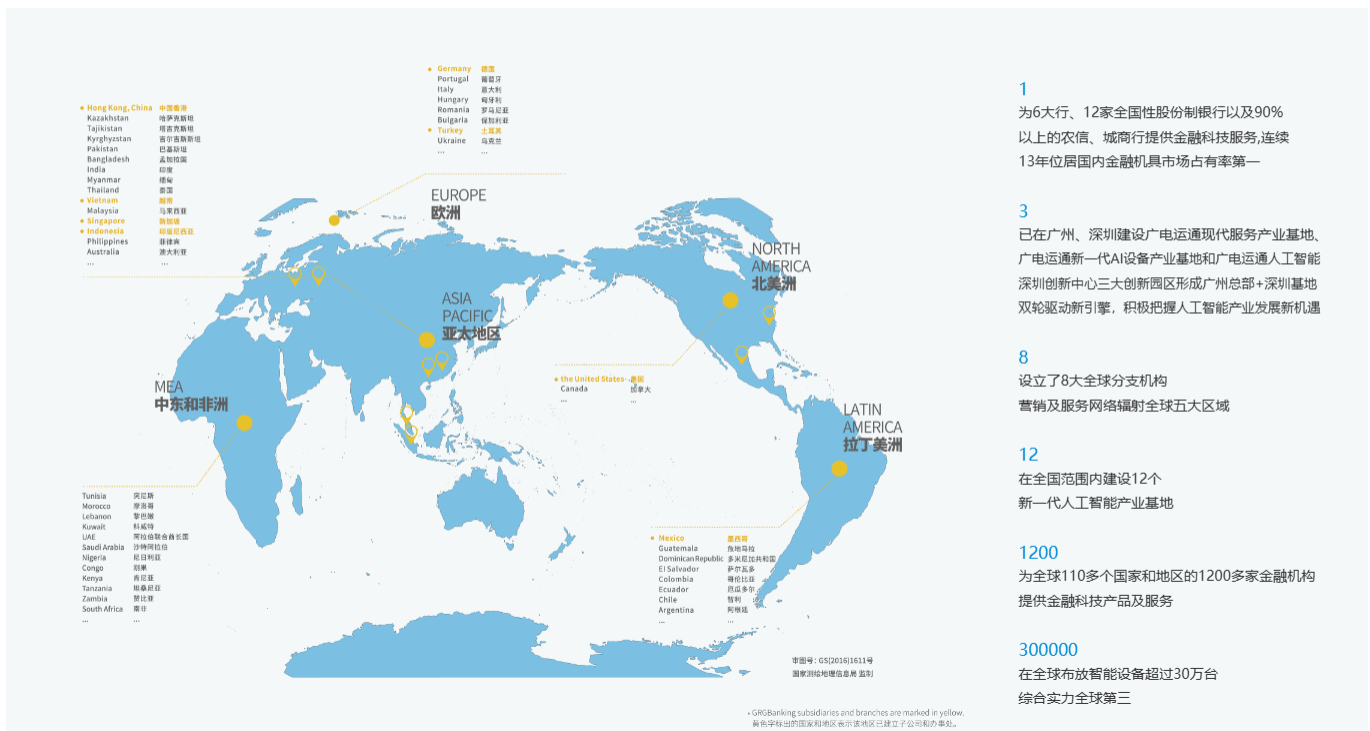 Germany 德国
Portugal 葡萄牙
Italy 意大利
Hungary 匈牙利
Romania 罗马尼亚
Bulgaria 保加利亚
Turkey 土耳其
Ukraine 乌克兰
... ...
Hong Kong, China 中国香港
Kazakhstan 哈萨克斯坦
Tajikistan 塔吉克斯坦
Kyrghyzstan 吉尔吉斯斯坦
Pakistan 巴基斯坦
Bangladesh 孟加拉国
India 印度
Myanmar 缅甸
Thailand 泰国
Vietnam 越南
Malaysia 马来西亚
Singapore 新加坡
Indonesia 印度尼西亚
Philippines 菲律宾
Australia 澳大利亚
... ...
EUROPE
欧洲
ASIA
PACIFIC
亚太地区
NORTH
AMERICA
北美洲
MEA
中东和非洲
the United States 美国
Canada 加拿大
... ...
LATIN
AMERICA
拉丁美洲
Tunisia 突尼斯
Morocco 摩洛哥
Lebanon 黎巴嫩
Kuwait 科威特
UAE 阿拉伯联合酋长国
Saudi Arabia 沙特阿拉伯
Nigeria 尼日利亚
Congo 刚果
Kenya 肯尼亚
Tanzania 坦桑尼亚
Zambia 赞比亚
South Africa 南非
... ...
Mexico 墨西哥
Guatemala 危地马拉
Dominican Republic 多米尼加共和国
El Salvador 萨尔瓦多
Colombia 哥伦比亚
Ecuador 厄瓜多尔
Chile 智利
Argentina 阿根廷
... ...
审图号：GS(2016)1611号
国家测绘地理信息局 监制
• GRGBanking subsidiaries and branches are marked in yellow.
黄色字标出的国家和地区表示该地区已建立子公司和办事处。
1
为6大行、12家全国性股份制银行以及90%
以上的农信、城商行提供金融科技服务,连续
13年位居国内金融机具市场占有率第一
3
已在广州、深圳建设广电运通现代服务产业基地、
广电运通新一代AI设备产业基地和广电运通人工智能
深圳创新中心三大创新园区形成广州总部+深圳基地
双轮驱动新引擎，积极把握人工智能产业发展新机遇
8
设立了8大全球分支机构
营销及服务网络辐射全球五大区域
12
在全国范围内建设12个
新一代人工智能产业基地
1200
为全球110多个国家和地区的1200多家金融机构
提供金融科技产品及服务
300000
在全球布放智能设备超过30万台
综合实力全球第三